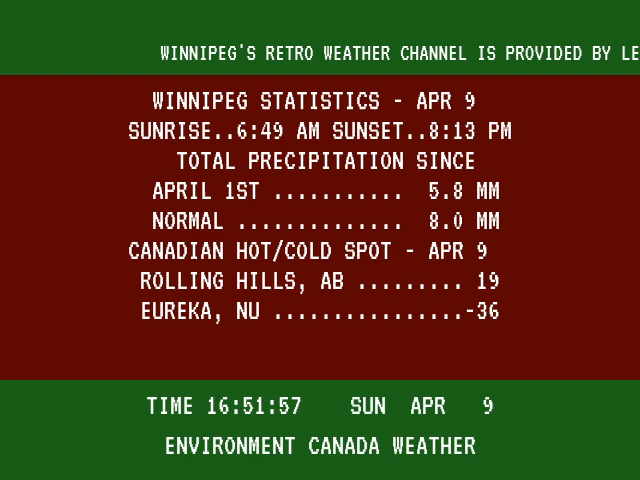 WINNIPEG'S RETRO WEATHER CHANNEL IS PROVIDED BY LE
WINNIPEG STATISTICS - APR 9
SUNRISE..6:49 AM SUNSET..8:13 PM
TOTAL PRECIPITATION SINCE
APRIL 1ST ........... 5.8 MM
NORMAL .............. 8.0 MM
CANADIAN HOT/COLD SPOT - APR 9
ROLLING HILLS, AB ......... 19
EUREKA, NU ................-36
TIME 16:51:57 SUN APR 9
ENVIRONMENT CANADA WEATHER